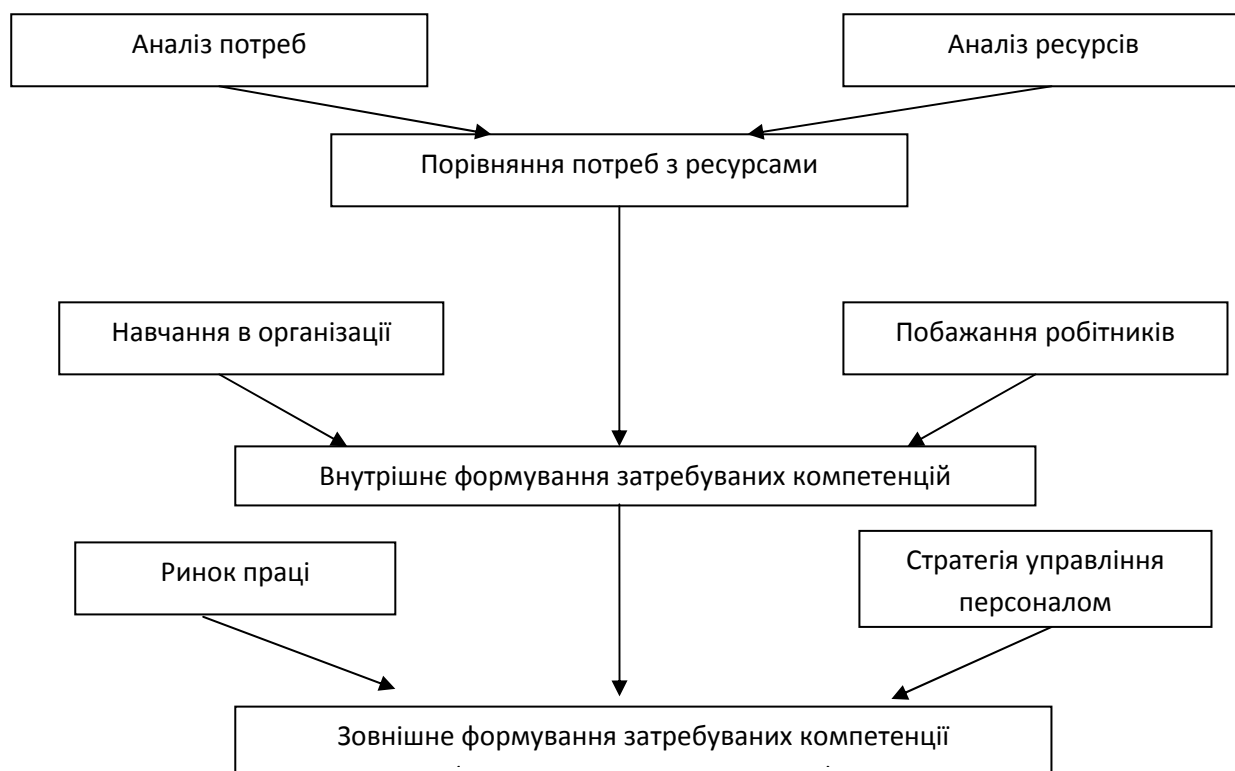 Аналіз потреб
Аналіз ресурсів
Порівняння потреб з ресурсами
Навчання в організації
Побажання робітників
Внутрішнє формування затребуваних компетенцій
Ринок праці
Стратегія управління
персоналом
Зовнішне формування затребуваних компетенції